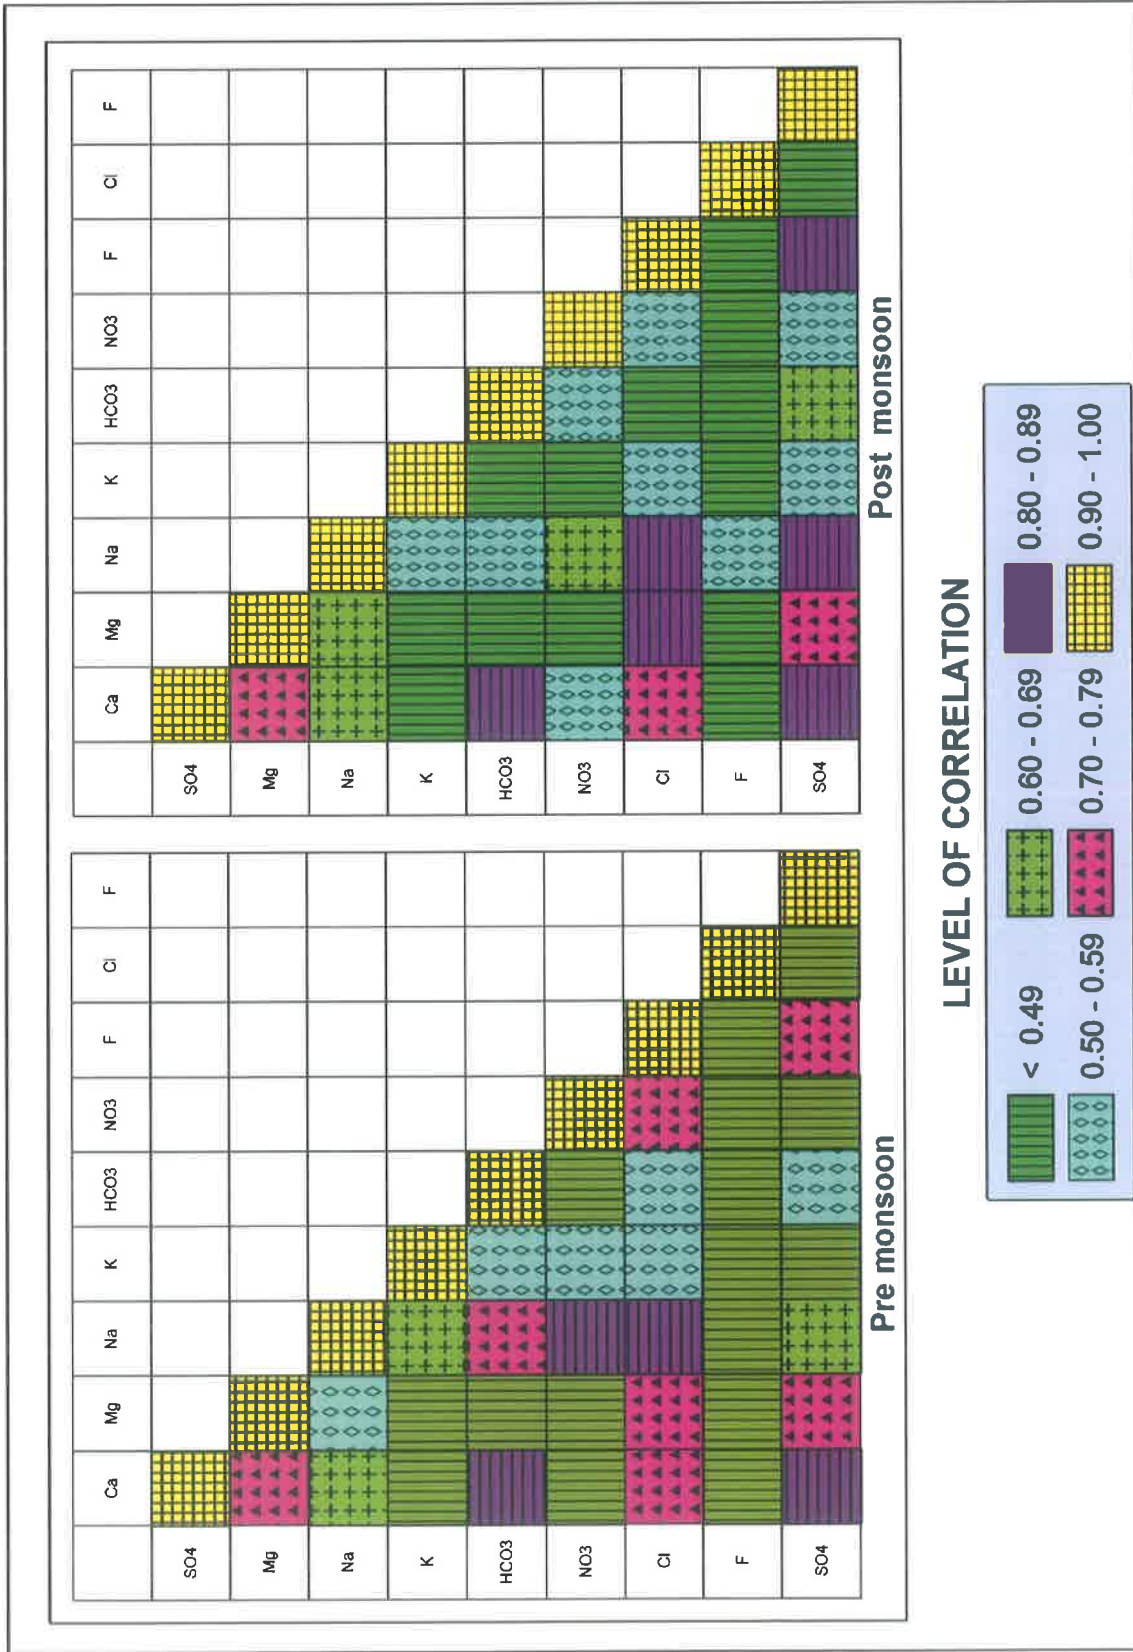 Ca Mg Na K HCO3 NO3 F Cl F
SO4
Mg
Na
K
HCO3
NO3
Cl
F
SO4
Pre monsoon
Ca Mg Na K HCO3 NO3 F Cl F
SO4
Mg
Na
K
HCO3
NO3
Cl
F
SO4
Post monsoon
LEVEL OF CORRELATION
< 0.49 0.60 - 0.69 0.80 - 0.89
0.50 - 0.59 0.70 - 0.79 0.90 - 1.00